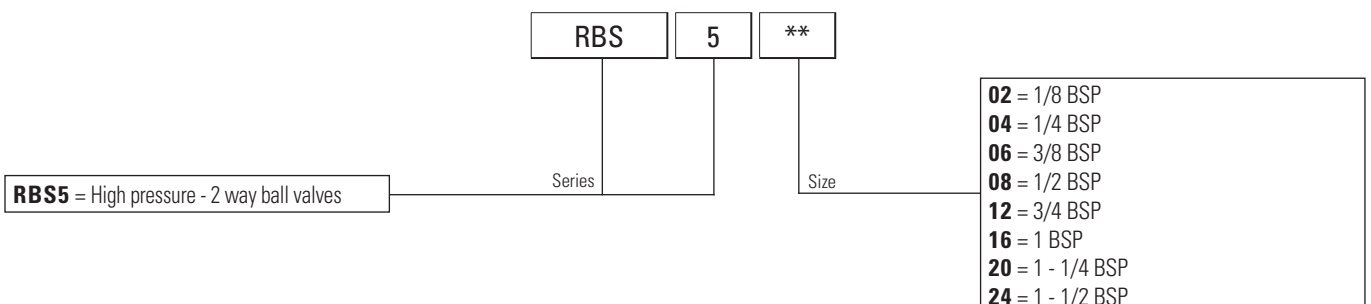 RBS 5 **
02 = 1/8 BSP
04 = 1/4 BSP
06 = 3/8 BSP
08 = 1/2 BSP
12 = 3/4 BSP
16 = 1 BSP
20 = 1 - 1/4 BSP
24 = 1 - 1/2 BSP
Series
Size
RBS5 = High pressure - 2 way ball valves